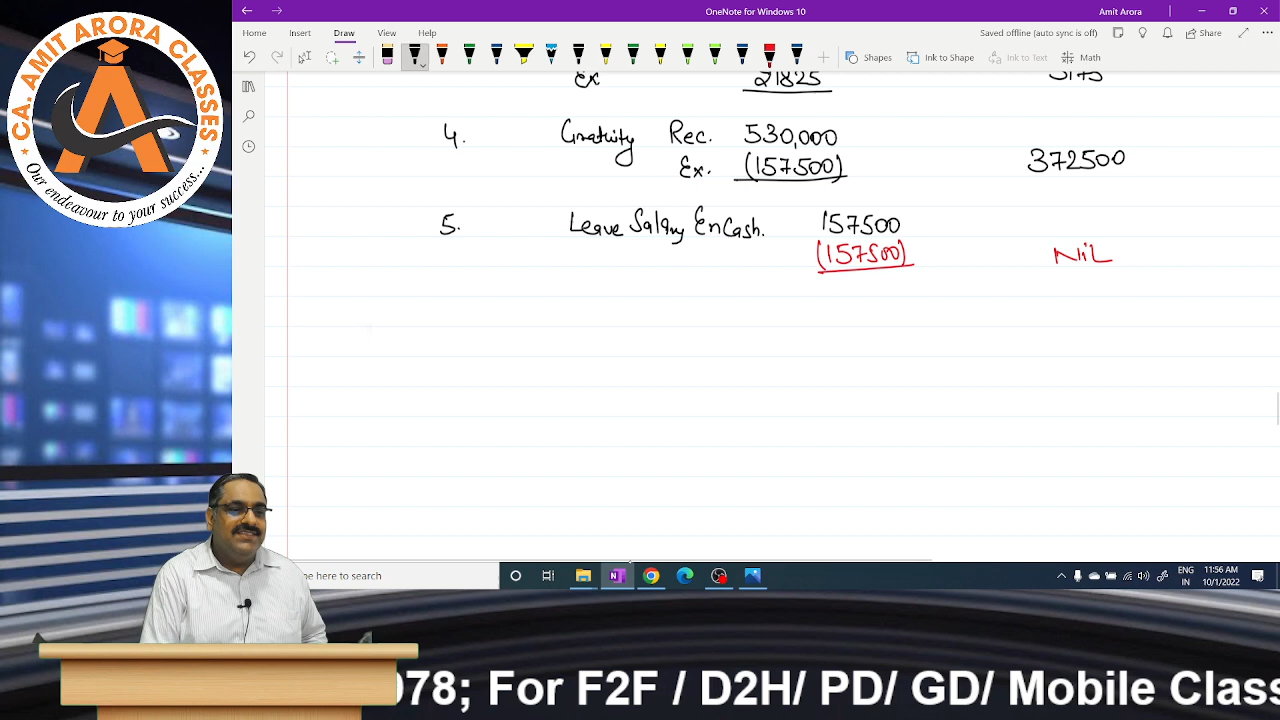 OneNote for Windows 10
Amit Arora
Home Insert Draw View Help
Saved offline (auto sync is off)
Share
Shapes Ink to Shape Ink to Text Math
CA. AMIT ARORA CLASSES
Our endeavour to your success...
Ex 21825 3175
4. Gratuity Rec. 530,000
Ex. (157500) 372500
5. Leave Salary EnCash. 157500
(157500) NiL
here to search
ENG
IN
11:56 AM
10/1/2022
078; For F2F / D2H/ PD/ GD/ Mobile Class